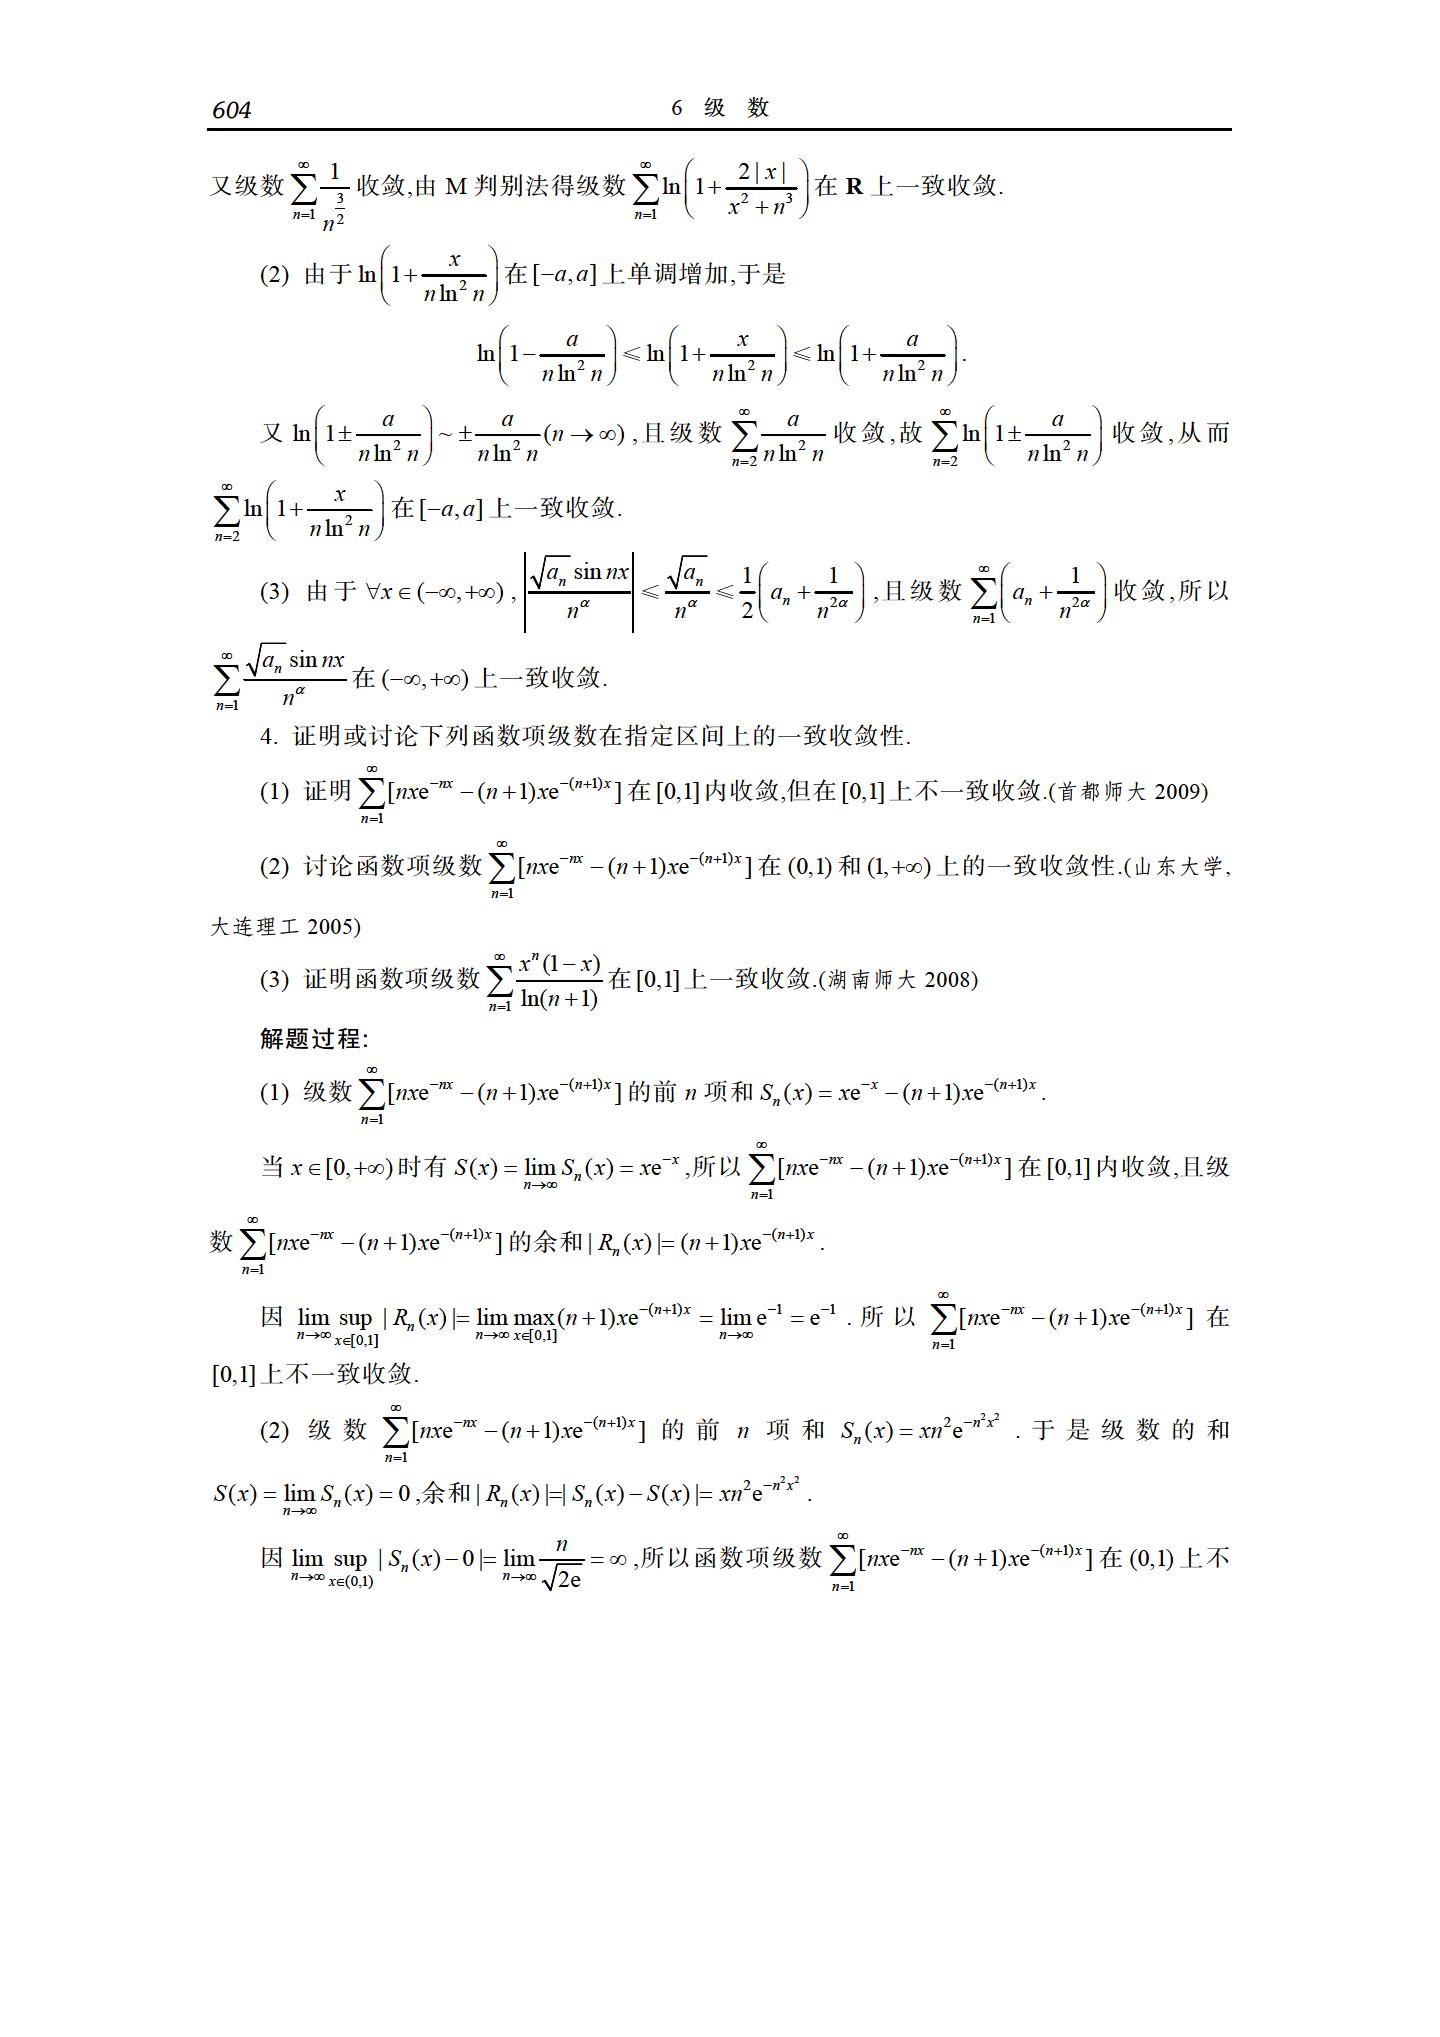 604 6 级 数
又级数 $\sum_{n=1}^{\infty}\frac{1}{n^{\frac{3}{2}}}$ 收敛,由 M 判别法得级数 $\sum_{n=1}^{\infty}\ln\left(1+\frac{2|x|}{x^2+n^3}\right)$ 在 R 上一致收敛.
(2) 由于 $\ln\left(1+\frac{x}{n\ln^2 n}\right)$ 在 $[-a,a]$ 上单调增加,于是
$\ln\left(1-\frac{a}{n\ln^2 n}\right)\leqslant\ln\left(1+\frac{x}{n\ln^2 n}\right)\leqslant\ln\left(1+\frac{a}{n\ln^2 n}\right).$
又 $\ln\left(1\pm\frac{a}{n\ln^2 n}\right)\sim\pm\frac{a}{n\ln^2 n}(n\to\infty)$,且级数 $\sum_{n=2}^{\infty}\frac{a}{n\ln^2 n}$ 收敛,故 $\sum_{n=2}^{\infty}\ln\left(1\pm\frac{a}{n\ln^2 n}\right)$ 收敛,从而
$\sum_{n=2}^{\infty}\ln\left(1+\frac{x}{n\ln^2 n}\right)$ 在 $[-a,a]$ 上一致收敛.
(3) 由于 $\forall x\in(-\infty,+\infty)$, $\left|\frac{\sqrt{a_n}\sin nx}{n^\alpha}\right|\leqslant\frac{\sqrt{a_n}}{n^\alpha}\leqslant\frac{1}{2}\left(a_n+\frac{1}{n^{2\alpha}}\right)$,且级数 $\sum_{n=1}^{\infty}\left(a_n+\frac{1}{n^{2\alpha}}\right)$ 收敛,所以
$\sum_{n=1}^{\infty}\frac{\sqrt{a_n}\sin nx}{n^\alpha}$ 在 $(-\infty,+\infty)$ 上一致收敛.
4. 证明或讨论下列函数项级数在指定区间上的一致收敛性.
(1) 证明 $\sum_{n=1}^{\infty}[nxe^{-nx}-(n+1)xe^{-(n+1)x}]$ 在 $[0,1]$ 内收敛,但在 $[0,1]$ 上不一致收敛.(首都师大 2009)
(2) 讨论函数项级数 $\sum_{n=1}^{\infty}[nxe^{-nx}-(n+1)xe^{-(n+1)x}]$ 在 $(0,1)$ 和 $(1,+\infty)$ 上的一致收敛性.(山东大学,
大连理工 2005)
(3) 证明函数项级数 $\sum_{n=1}^{\infty}\frac{x^n(1-x)}{\ln(n+1)}$ 在 $[0,1]$ 上一致收敛.(湖南师大 2008)
解题过程:
(1) 级数 $\sum_{n=1}^{\infty}[nxe^{-nx}-(n+1)xe^{-(n+1)x}]$ 的前 n 项和 $S_n(x)=xe^{-x}-(n+1)xe^{-(n+1)x}$.
当 $x\in[0,+\infty)$ 时有 $S(x)=\lim_{n\to\infty}S_n(x)=xe^{-x}$,所以 $\sum_{n=1}^{\infty}[nxe^{-nx}-(n+1)xe^{-(n+1)x}]$ 在 $[0,1]$ 内收敛,且级
数 $\sum_{n=1}^{\infty}[nxe^{-nx}-(n+1)xe^{-(n+1)x}]$ 的余和 $|R_n(x)|=(n+1)xe^{-(n+1)x}$.
因 $\lim_{n\to\infty}\sup_{x\in[0,1]}|R_n(x)|=\lim_{n\to\infty}\max_{x\in[0,1]}(n+1)xe^{-(n+1)x}=\lim_{n\to\infty}e^{-1}=e^{-1}$.所以 $\sum_{n=1}^{\infty}[nxe^{-nx}-(n+1)xe^{-(n+1)x}]$ 在
$[0,1]$ 上不一致收敛.
(2) 级数 $\sum_{n=1}^{\infty}[nxe^{-nx}-(n+1)xe^{-(n+1)x}]$ 的前 n 项和 $S_n(x)=xn^2e^{-n^2x^2}$.于是级数的和
$S(x)=\lim_{n\to\infty}S_n(x)=0$,余和 $|R_n(x)|=|S_n(x)-S(x)|=xn^2e^{-n^2x^2}$.
因 $\lim_{n\to\infty}\sup_{x\in(0,1)}|S_n(x)-0|=\lim_{n\to\infty}\frac{n}{\sqrt{2e}}=\infty$,所以函数项级数 $\sum_{n=1}^{\infty}[nxe^{-nx}-(n+1)xe^{-(n+1)x}]$ 在 $(0,1)$ 上不